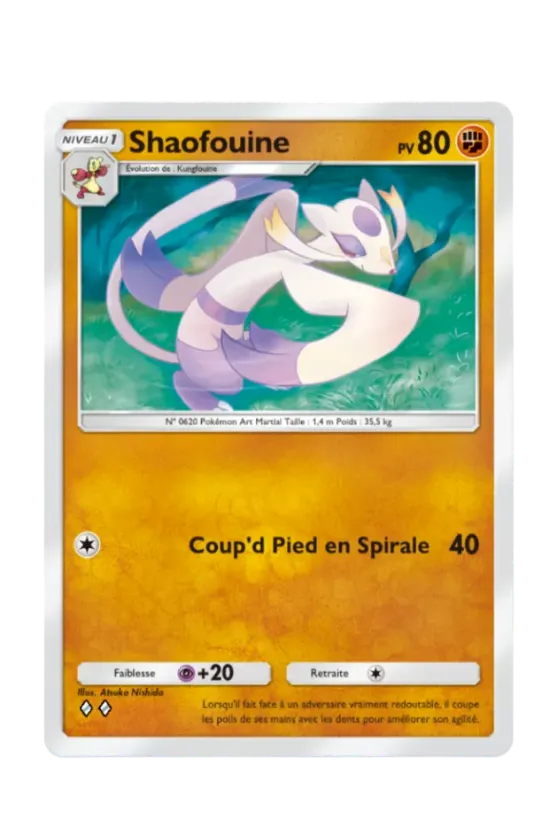 NIVEAU 1 Shaofouine PV 80
Évolution de : Kungfouine
N° 0620 Pokémon Art Martial Taille : 1,4 m Poids : 35,5 kg
Coup'd Pied en Spirale 40
Faiblesse +20 Retraite
Illus. Atsuko Nishida
Lorsqu'il fait face à un adversaire vraiment redoutable, il coupe
les poils de ses mains avec les dents pour améliorer son agilité.